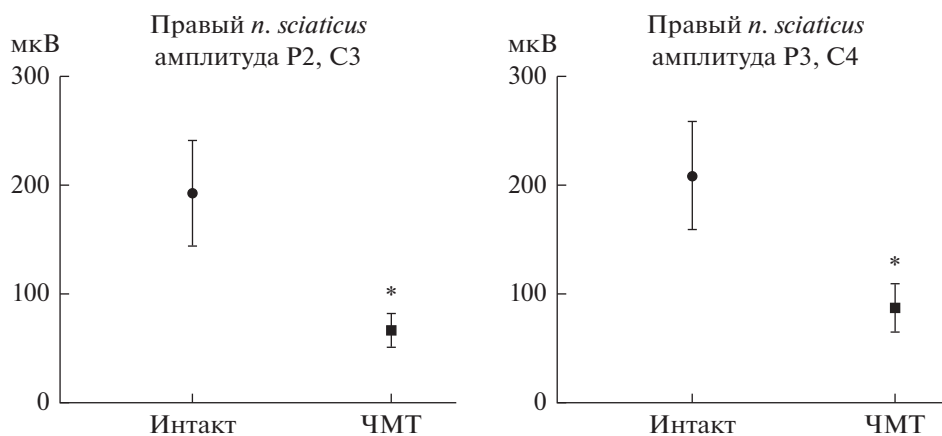 Правый n. sciaticus
амплитуда P2, C3
мкВ
300
200
100
0
*
Интакт
ЧМТ
Правый n. sciaticus
амплитуда P3, C4
мкВ
300
200
100
0
*
Интакт
ЧМТ